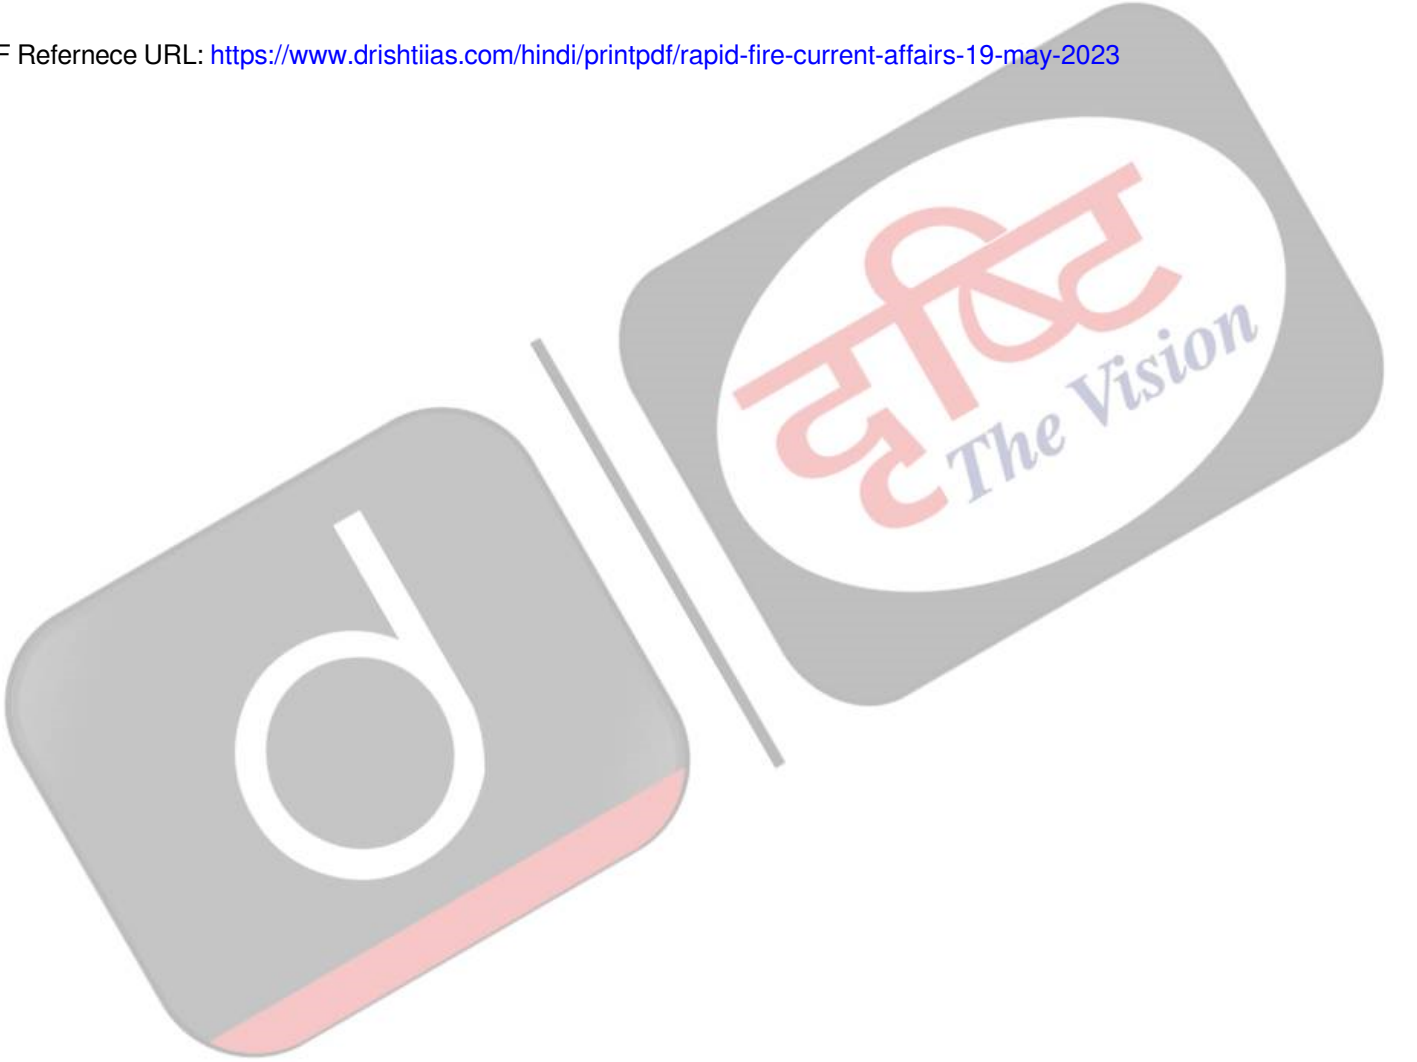 F Refernece URL: https://www.drishtiias.com/hindi/printpdf/rapid-fire-current-affairs-19-may-2023
दृष्टि
The Vision
d